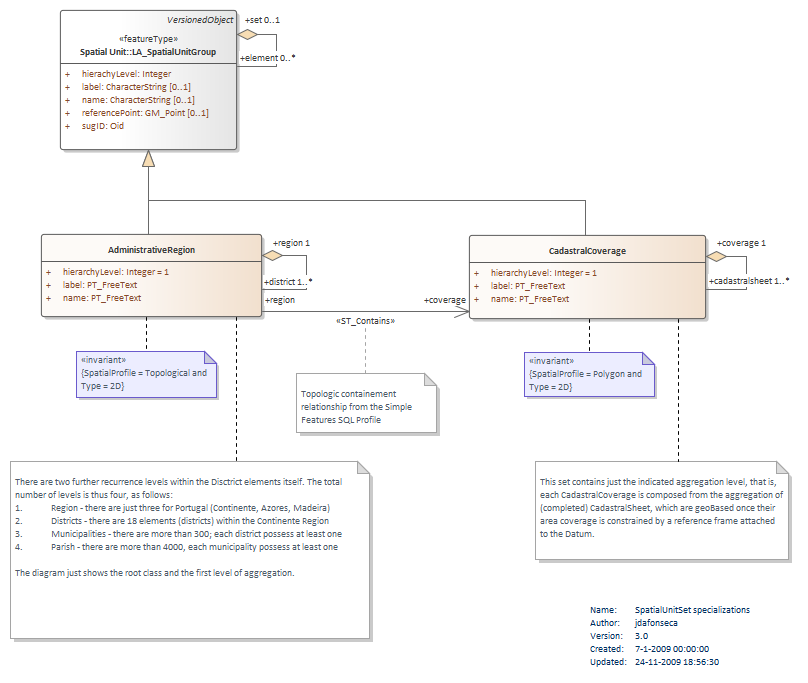 VersionedObject
+set 0..1
«featureType»
Spatial Unit::LA_SpatialUnitGroup
+element 0..*
+ hierachyLevel: Integer
+ label: CharacterString [0..1]
+ name: CharacterString [0..1]
+ referencePoint: GM_Point [0..1]
+ sugID: Oid
AdministrativeRegion
+region 1
+ hierarchyLevel: Integer = 1
+ label: PT_FreeText
+ name: PT_FreeText
+district 1..*
+region
+coverage
«ST_Contains»
CadastralCoverage
+coverage 1
+ hierarchyLevel: Integer = 1
+ label: PT_FreeText
+ name: PT_FreeText
+cadastralsheet 1..*
«invariant»
{SpatialProfile = Topological and
Type = 2D}
Topologic containement
relationship from the Simple
Features SQL Profile
«invariant»
{SpatialProfile = Polygon and
Type = 2D}
There are two further recurrence levels within the Disctrict elements itself. The total
number of levels is thus four, as follows:
1. Region - there are just three for Portugal (Continente, Azores, Madeira)
2. Districts - there are 18 elements (districts) within the Continente Region
3. Municipalities - there are more than 300; each district possess at least one
4. Parish - there are more than 4000, each municipality possess at least one
The diagram just shows the root class and the first level of aggregation.
This set contains just the indicated aggregation level, that is,
each CadastralCoverage is composed from the aggregation of
(completed) CadastralSheet, which are geoBased once their
area coverage is constrained by a reference frame attached
to the Datum.
Name: SpatialUnitSet specializations
Author: jdafonseca
Version: 3.0
Created: 7-1-2009 00:00:00
Updated: 24-11-2009 18:56:30